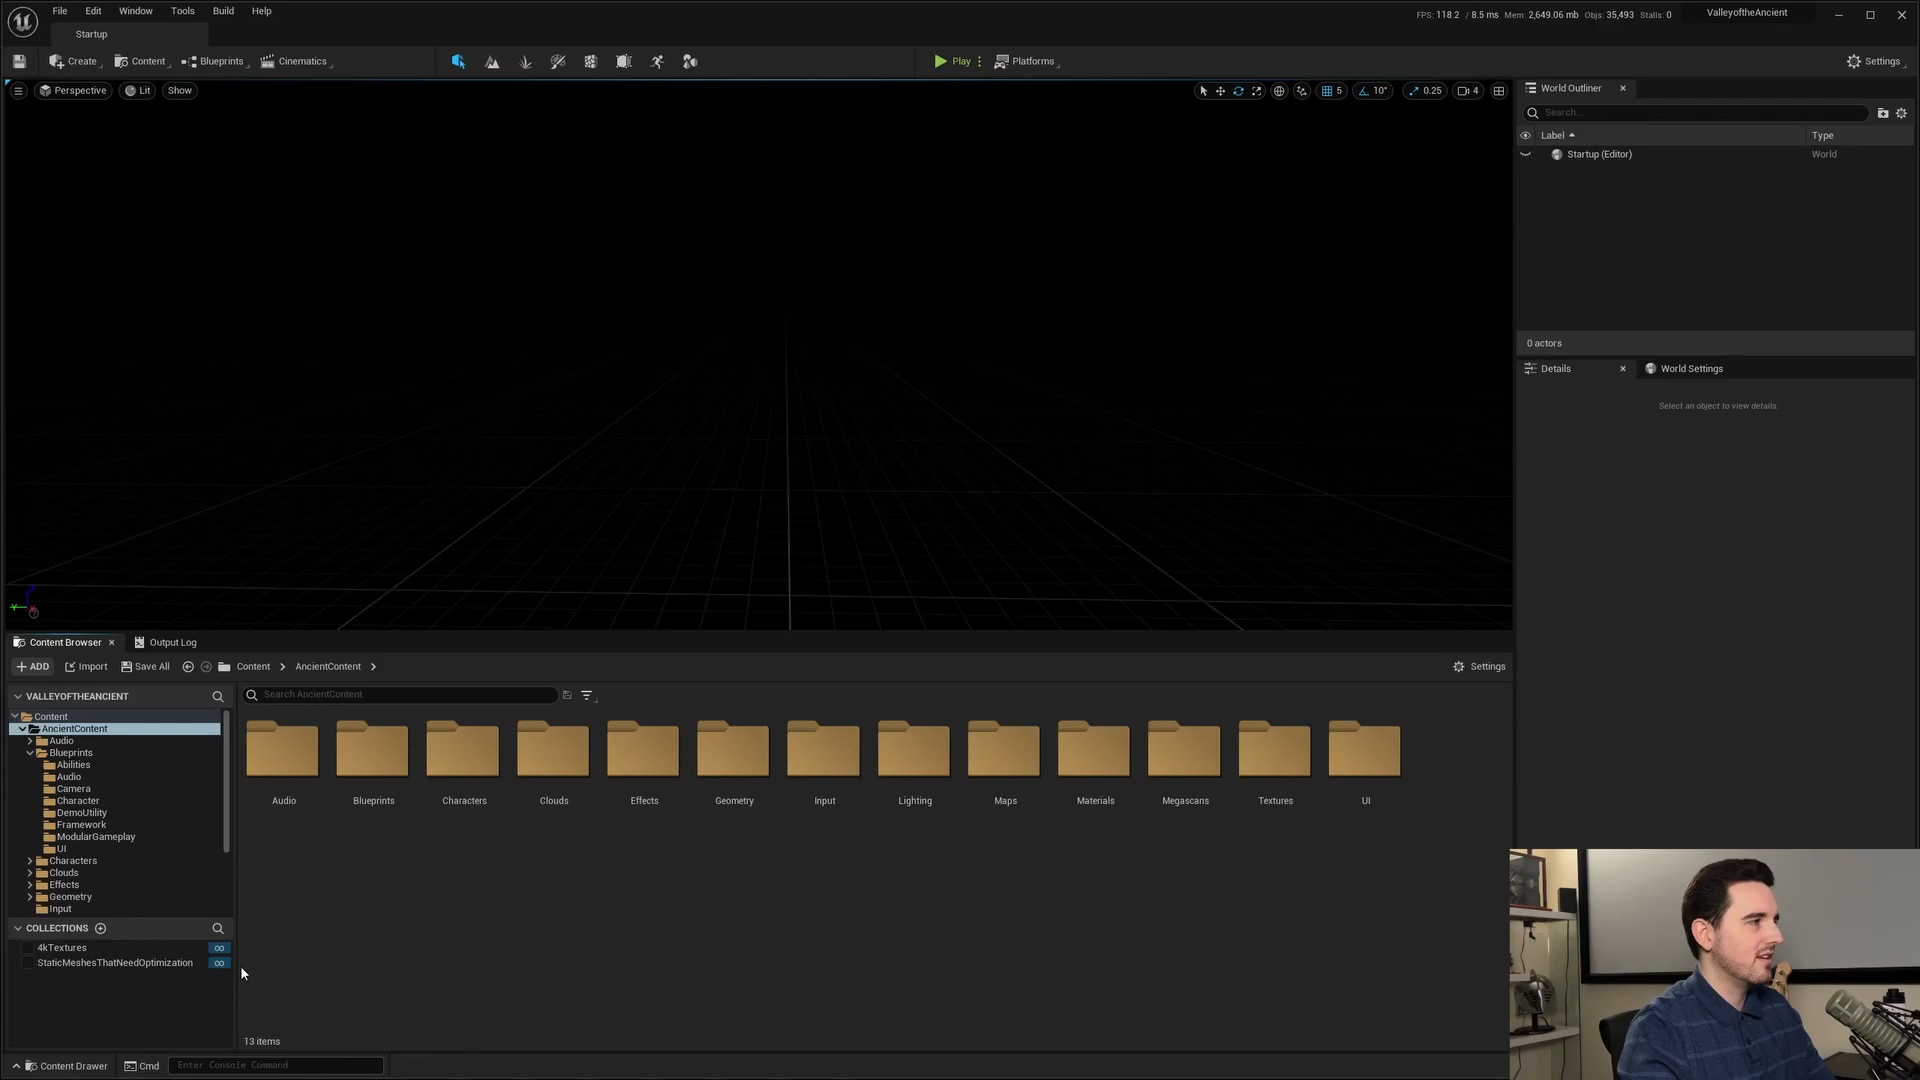 File Edit Window Tools Build Help
FPS: 118.2 / 8.5 ms Mem: 2,649.06 mb Objs: 35,493 Stalls: 0 ValleyoftheAncient
Startup
Create Content Blueprints Cinematics Play Platforms Settings
Perspective Lit Show 5 10° 0.25 4
World Outliner
Search...
Label Type
Startup (Editor) World
0 actors
Details World Settings
Select an object to view details.
Content Browser Output Log
ADD Import Save All Content AncientContent Settings
VALLEYOFTHEANCIENT
Search AncientContent
Content
AncientContent
Audio
Blueprints
Abilities
Audio
Camera
Character
DemoUtility
Framework
ModularGameplay
UI
Characters
Clouds
Effects
Geometry
Input
Audio Blueprints Characters Clouds Effects Geometry Input Lighting Maps Materials Megascans Textures UI
COLLECTIONS
4kTextures
StaticMeshesThatNeedOptimization
13 items
Content Drawer Cmd Enter Console Command